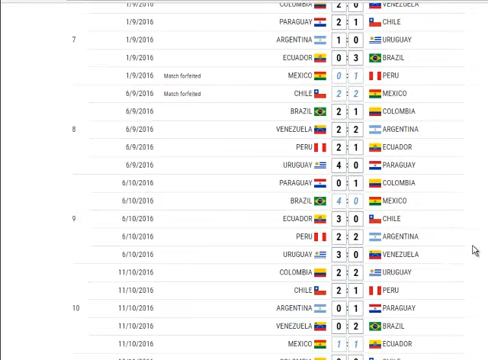 1/9/2016 COLOMBIA 2 : 0 VENEZUELA
1/9/2016 PARAGUAY 2 : 1 CHILE
7 1/9/2016 ARGENTINA 1 : 0 URUGUAY
1/9/2016 ECUADOR 0 : 3 BRAZIL
1/9/2016 Match forfeited MEXICO 0 : 1 PERU
6/9/2016 Match forfeited CHILE 2 : 2 MEXICO
6/9/2016 BRAZIL 2 : 1 COLOMBIA
8 6/9/2016 VENEZUELA 2 : 2 ARGENTINA
6/9/2016 PERU 2 : 1 ECUADOR
6/9/2016 URUGUAY 4 : 0 PARAGUAY
6/10/2016 PARAGUAY 0 : 1 COLOMBIA
6/10/2016 BRAZIL 4 : 0 MEXICO
9 6/10/2016 ECUADOR 3 : 0 CHILE
6/10/2016 PERU 2 : 2 ARGENTINA
6/10/2016 URUGUAY 3 : 0 VENEZUELA
11/10/2016 COLOMBIA 2 : 2 URUGUAY
11/10/2016 CHILE 2 : 1 PERU
10 11/10/2016 ARGENTINA 0 : 1 PARAGUAY
11/10/2016 VENEZUELA 0 : 2 BRAZIL
11/10/2016 MEXICO 1 : 1 ECUADOR